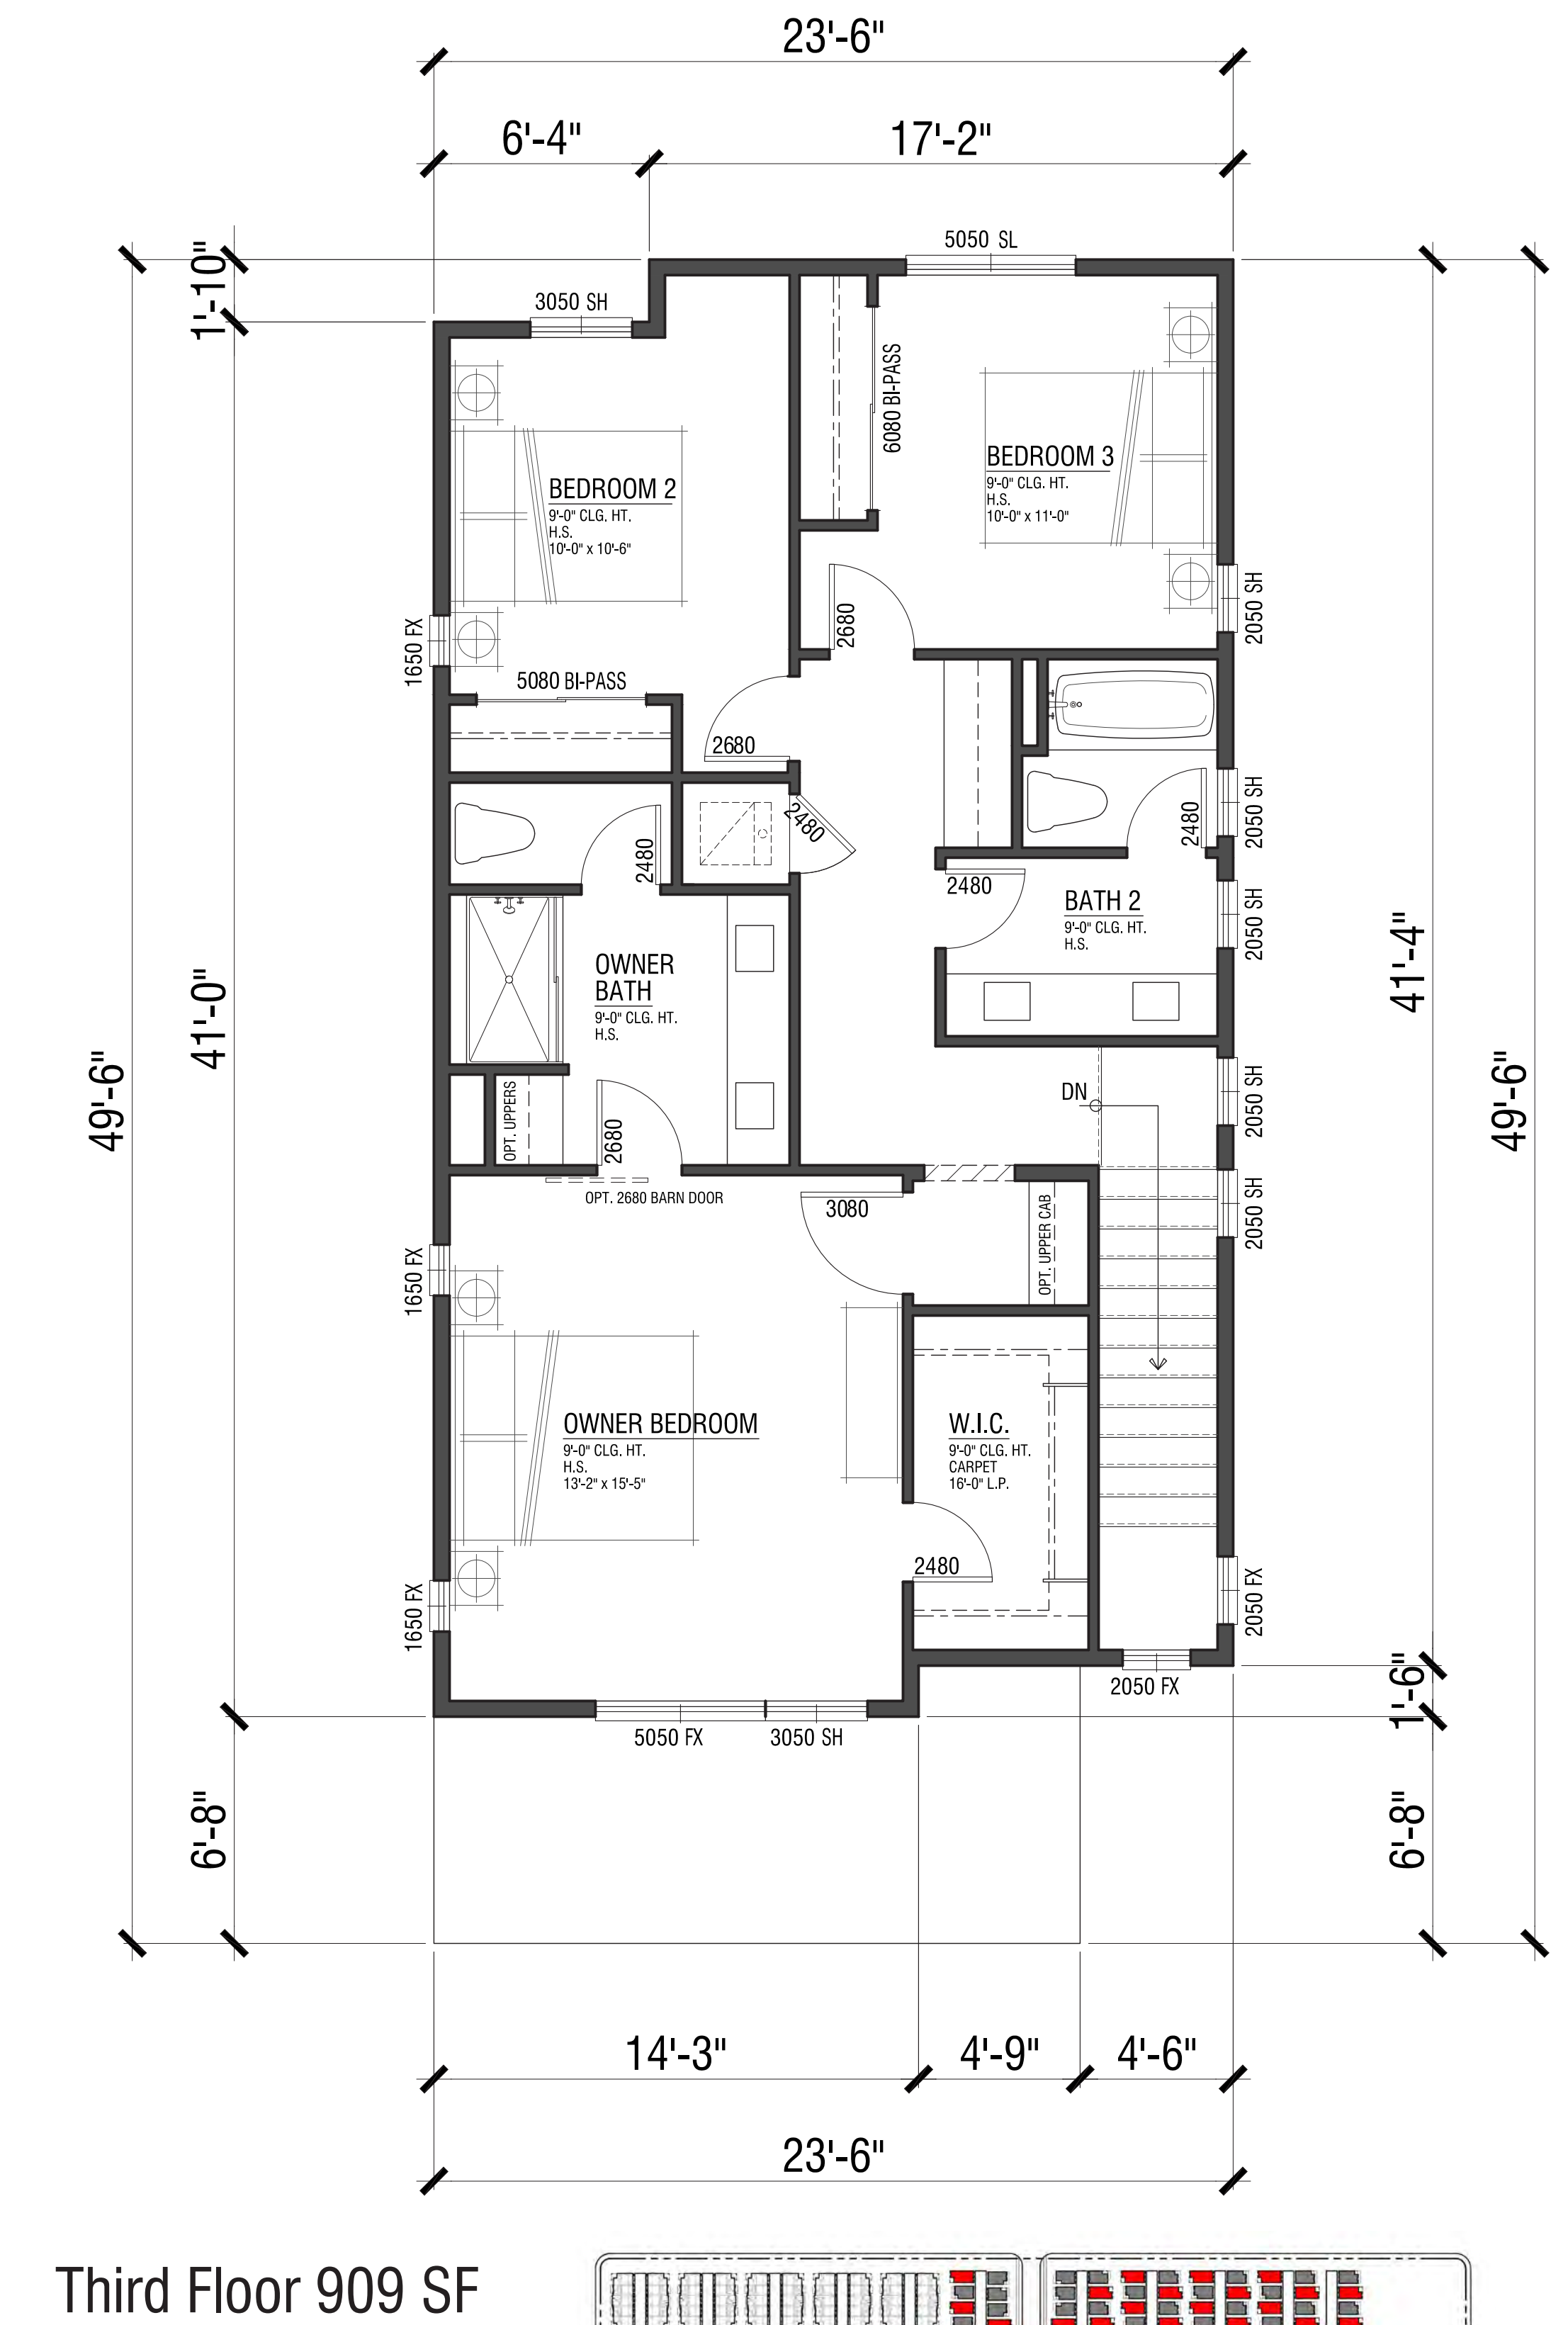 23'-6"
6'-4"
17'-2"
1'-10"
5050 SL
3050 SH
6080 BI-PASS
BEDROOM 3
9'-0" CLG. HT.
H.S.
10'-0" x 11'-0"
BEDROOM 2
9'-0" CLG. HT.
H.S.
10'-0" x 10'-6"
2680
2050 SH
1650 FX
5080 BI-PASS
2680
2480
2050 SH
2480
2480
2480
BATH 2
9'-0" CLG. HT.
H.S.
2050 SH
OWNER
BATH
9'-0" CLG. HT.
H.S.
41'-0"
41'-4"
49'-6"
49'-6"
OPT. UPPERS
2680
DN
2050 SH
OPT. 2680 BARN DOOR
3080
OPT. UPPER CAB
2050 SH
1650 FX
OWNER BEDROOM
9'-0" CLG. HT.
H.S.
13'-2" x 15'-5"
W.I.C.
9'-0" CLG. HT.
CARPET
16'-0" L.P.
2480
1650 FX
2050 FX
2050 FX
1'-6"
5050 FX
3050 SH
6'-8"
6'-8"
14'-3"
4'-9"
4'-6"
23'-6"
Third Floor 909 SF